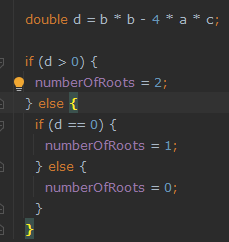 double d = b * b - 4 * a * c;
if (d > 0) {
numberOfRoots = 2;
} else {
if (d == 0) {
numberOfRoots = 1;
} else {
numberOfRoots = 0;
}
}